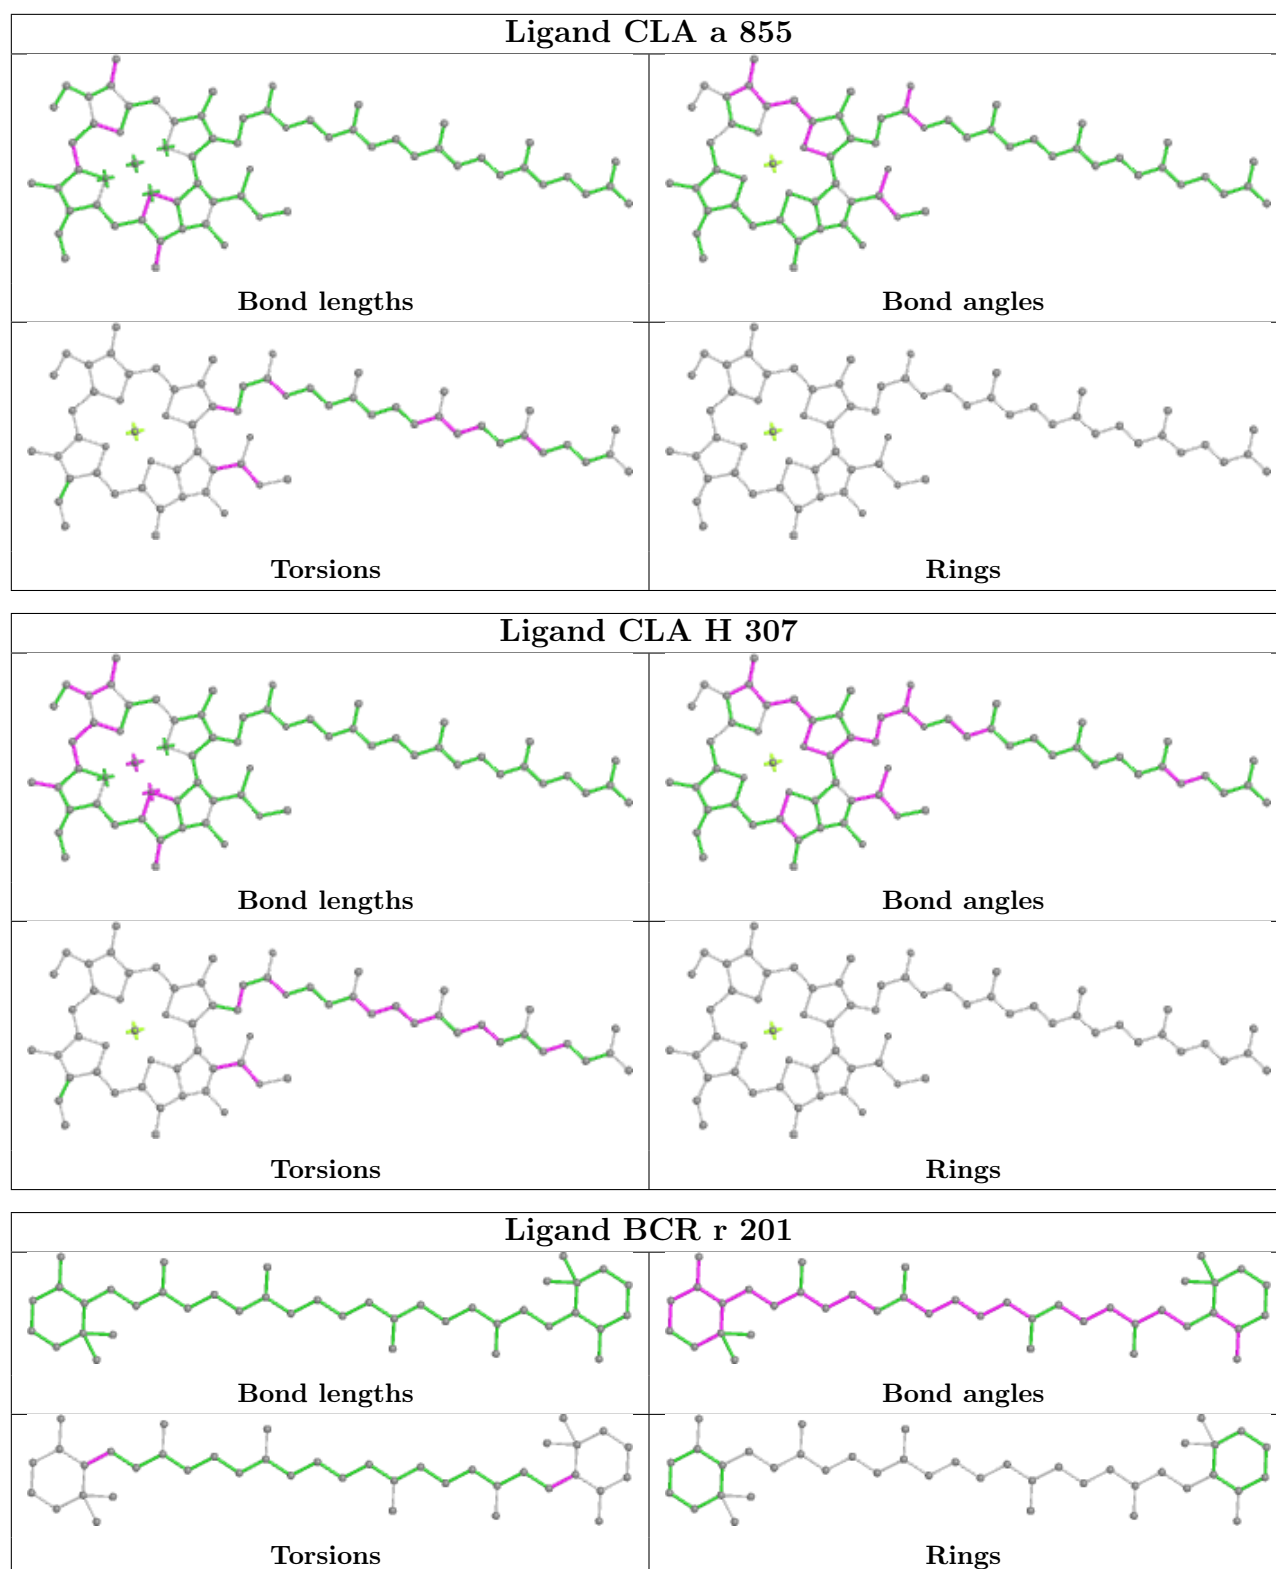 Ligand CLA a 855
Bond lengths
Bond angles
Torsions
Rings
Ligand CLA H 307
Bond lengths
Bond angles
Torsions
Rings
Ligand BCR r 201
Bond lengths
Bond angles
Torsions
Rings